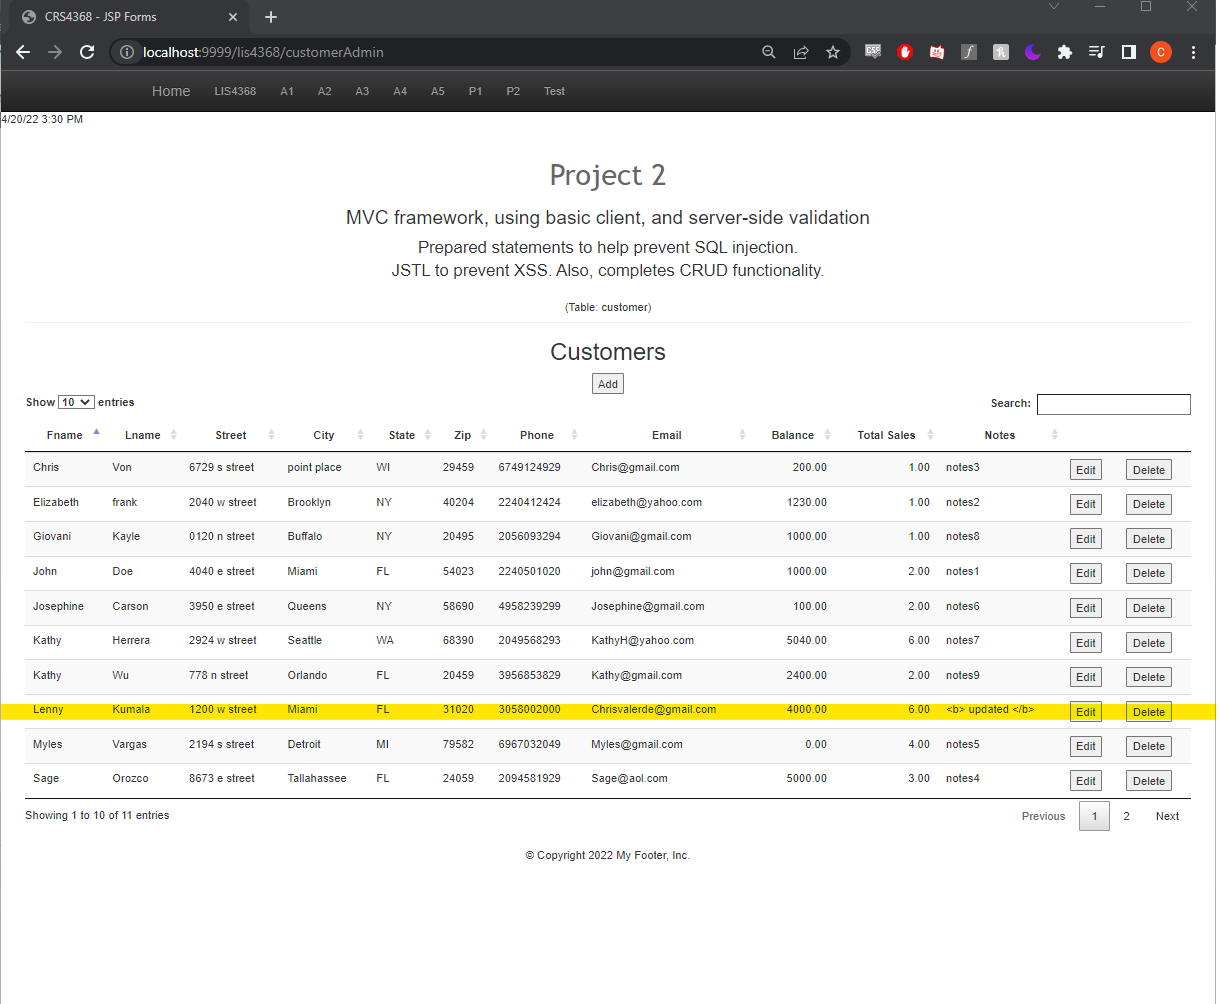 CRS4368 - JSP Forms
localhost:9999/lis4368/customerAdmin
CSP
C
Home LIS4368 A1 A2 A3 A4 A5 P1 P2 Test
4/20/22 3:30 PM
Project 2
MVC framework, using basic client, and server-side validation
Prepared statements to help prevent SQL injection.
JSTL to prevent XSS. Also, completes CRUD functionality.
(Table: customer)
Customers
Add
Show 10 entries Search:
Fname Lname Street City State Zip Phone Email Balance Total Sales Notes
Chris Von 6729 s street point place WI 29459 6749124929 Chris@gmail.com 200.00 1.00 notes3 Edit Delete
Elizabeth frank 2040 w street Brooklyn NY 40204 2240412424 elizabeth@yahoo.com 1230.00 1.00 notes2 Edit Delete
Giovani Kayle 0120 n street Buffalo NY 20495 2056093294 Giovani@gmail.com 1000.00 1.00 notes8 Edit Delete
John Doe 4040 e street Miami FL 54023 2240501020 john@gmail.com 1000.00 2.00 notes1 Edit Delete
Josephine Carson 3950 e street Queens NY 58690 4958239299 Josephine@gmail.com 100.00 2.00 notes6 Edit Delete
Kathy Herrera 2924 w street Seattle WA 68390 2049568293 KathyH@yahoo.com 5040.00 6.00 notes7 Edit Delete
Kathy Wu 778 n street Orlando FL 20459 3956853829 Kathy@gmail.com 2400.00 2.00 notes9 Edit Delete
Lenny Kumala 1200 w street Miami FL 31020 3058002000 Chrisvalerde@gmail.com 4000.00 6.00 <b> updated </b> Edit Delete
Myles Vargas 2194 s street Detroit MI 79582 6967032049 Myles@gmail.com 0.00 4.00 notes5 Edit Delete
Sage Orozco 8673 e street Tallahassee FL 24059 2094581929 Sage@aol.com 5000.00 3.00 notes4 Edit Delete
Showing 1 to 10 of 11 entries Previous 1 2 Next
© Copyright 2022 My Footer, Inc.